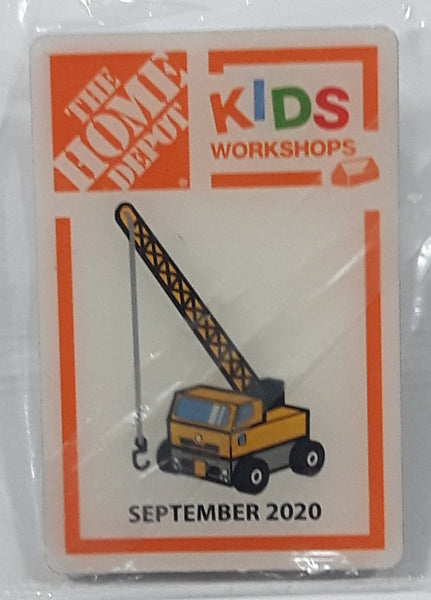 THE
HOME
DEPOT
KIDS
WORKSHOPS
SEPTEMBER 2020